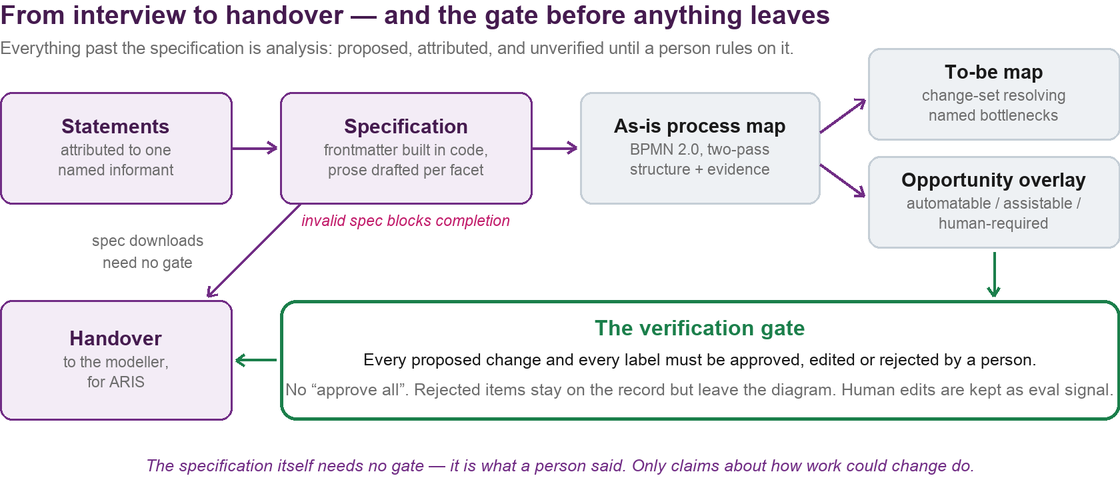 From interview to handover — and the gate before anything leaves
Everything past the specification is analysis: proposed, attributed, and unverified until a person rules on it.
Statements
attributed to one
named informant
Specification
frontmatter built in code,
prose drafted per facet
invalid spec blocks completion
As-is process map
BPMN 2.0, two-pass
structure + evidence
To-be map
change-set resolving
named bottlenecks
Opportunity overlay
automatable / assistable /
human-required
spec downloads
need no gate
Handover
to the modeller,
for ARIS
The verification gate
Every proposed change and every label must be approved, edited or rejected by a person.
No “approve all”. Rejected items stay on the record but leave the diagram. Human edits are kept as eval signal.
The specification itself needs no gate — it is what a person said. Only claims about how work could change do.